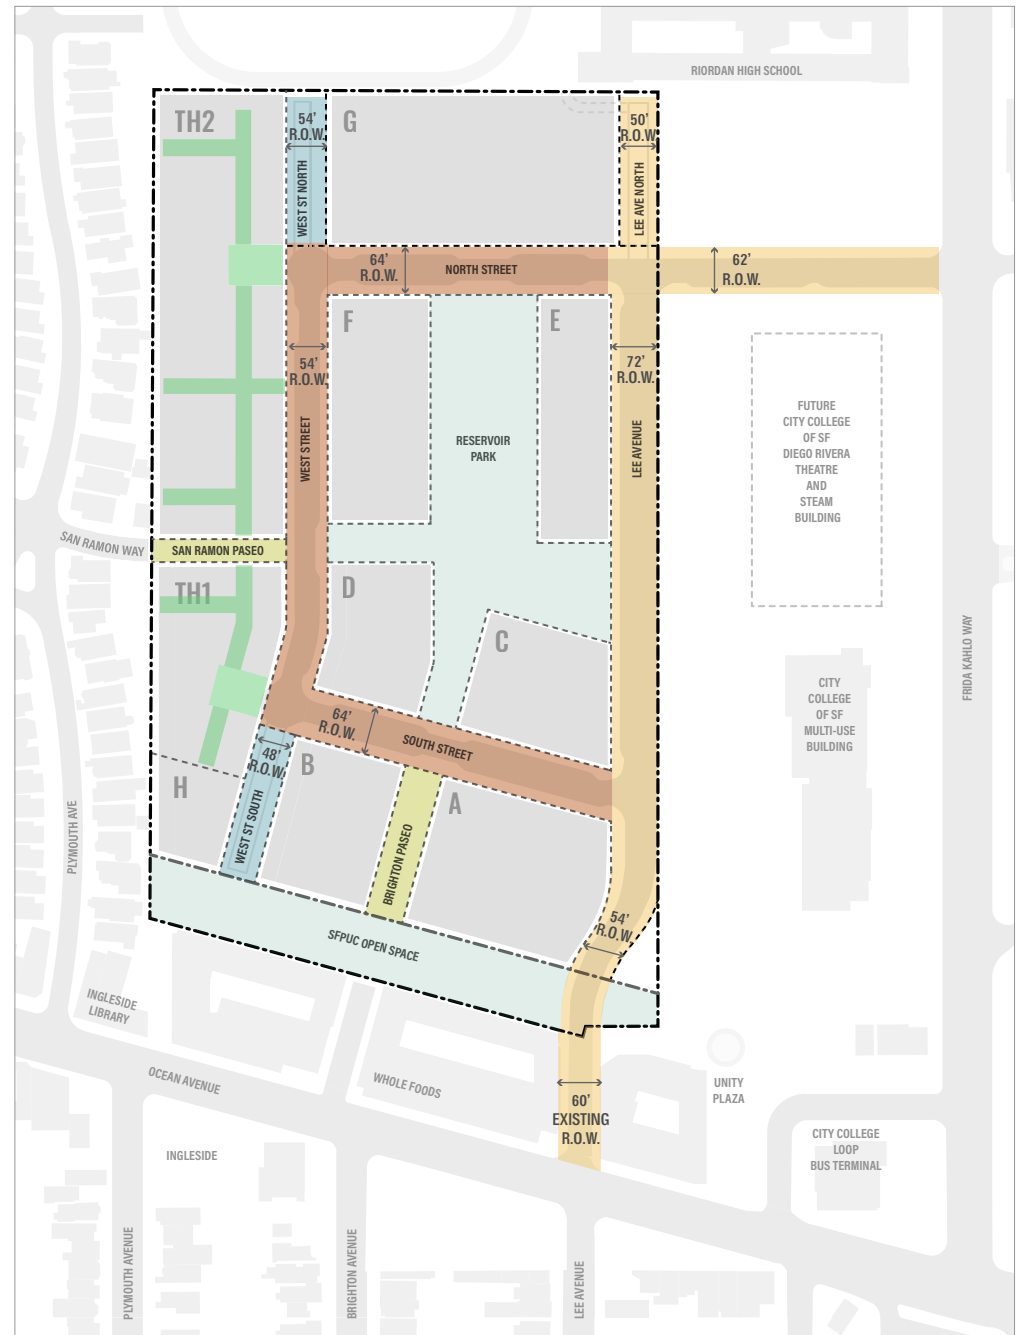 RIORDAN HIGH SCHOOL
TH2
54'
R.O.W.
G
50'
R.O.W
WEST ST NORTH
LEE AVE NORTH
64'
R.O.W.
NORTH STREET
62'
R.O.W.
F
E
54'
R.O.W.
72'
R.O.W.
WEST STREET
RESERVOIR
PARK
LEE AVENUE
FUTURE
CITY COLLEGE
OF SF
DIEGO RIVERA
THEATRE
AND
STEAM
BUILDING
SAN RAMON WAY
SAN RAMON PASEO
TH1
D
C
FRIDA KAHLO WAY
CITY
COLLEGE
OF SF
MULTI-USE
BUILDING
64'
R.O.W.
SOUTH STREET
48'
R.O.W.
B
H
A
WEST ST SOUTH
BRIGHTON PASEO
PLYMOUTH AVE
54'
R.O.W
SFPUC OPEN SPACE
INGLESIDE
LIBRARY
OCEAN AVENUE
WHOLE FOODS
UNITY
PLAZA
60'
EXISTING
R.O.W.
CITY COLLEGE
LOOP
BUS TERMINAL
INGLESIDE
PLYMOUTH AVENUE
BRIGHTON AVENUE
LEE AVENUE